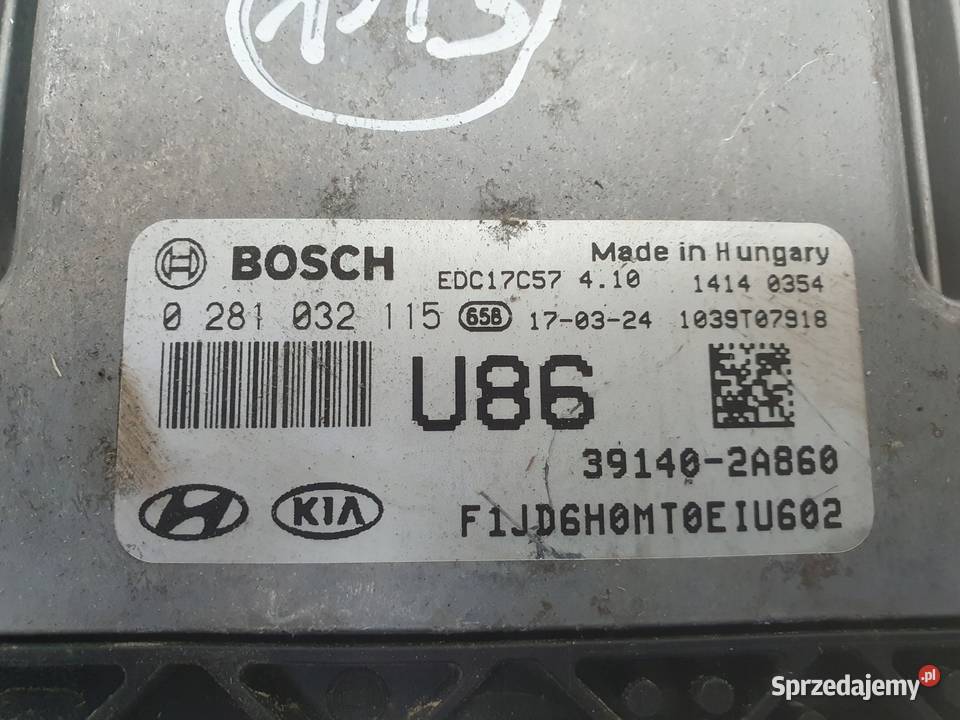 BOSCH
Made in Hungary
EDC17C57 4.10
1414 0354
0 281 032 115 658 17-03-24 1039T07918
U86
39140-2A860
KIA
F1JD6H0MT0EIU602
Sprzedajemy.pl